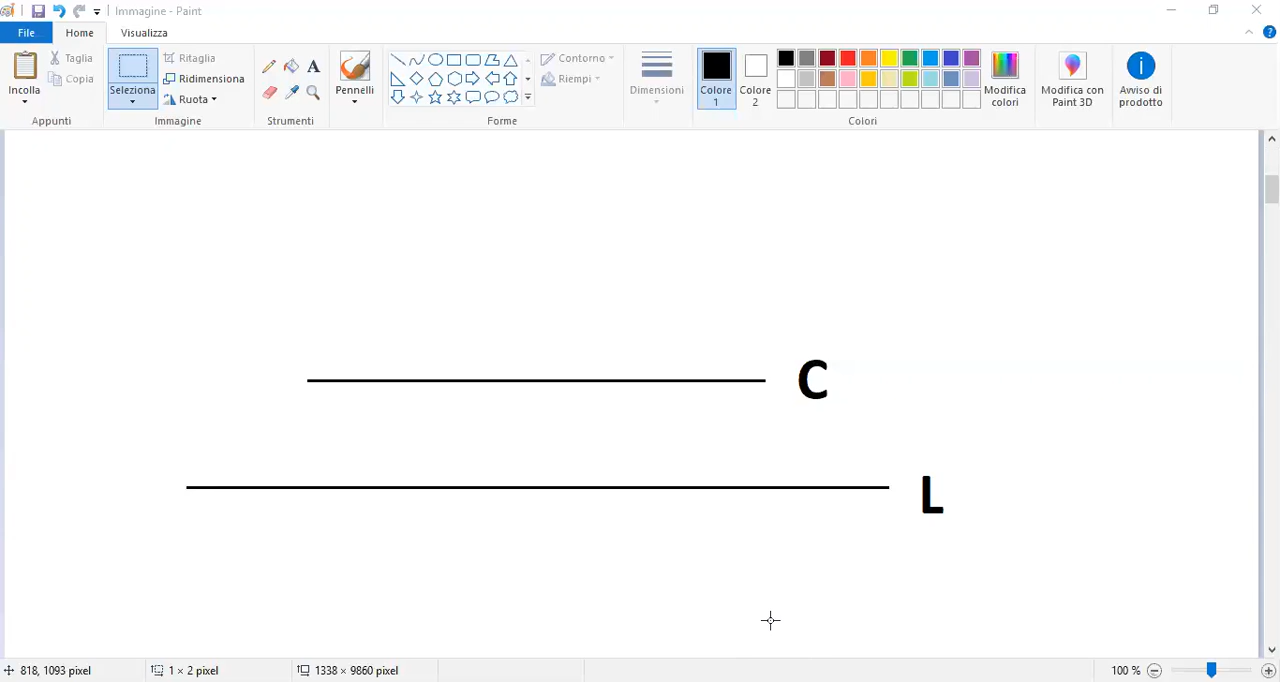 Immagine - Paint
File Home Visualizza
Incolla
Taglia
Copia
Appunti
Seleziona
Ritaglia
Ridimensiona
Ruota
Immagine
A
Strumenti
Pennelli
Contorno
Riempi
Forme
Dimensioni
Colore 1
Colore 2
Modifica colori
Colori
Modifica con Paint 3D
Avviso di prodotto
C
L
818, 1093 pixel 1 × 2 pixel 1338 × 9860 pixel 100 %